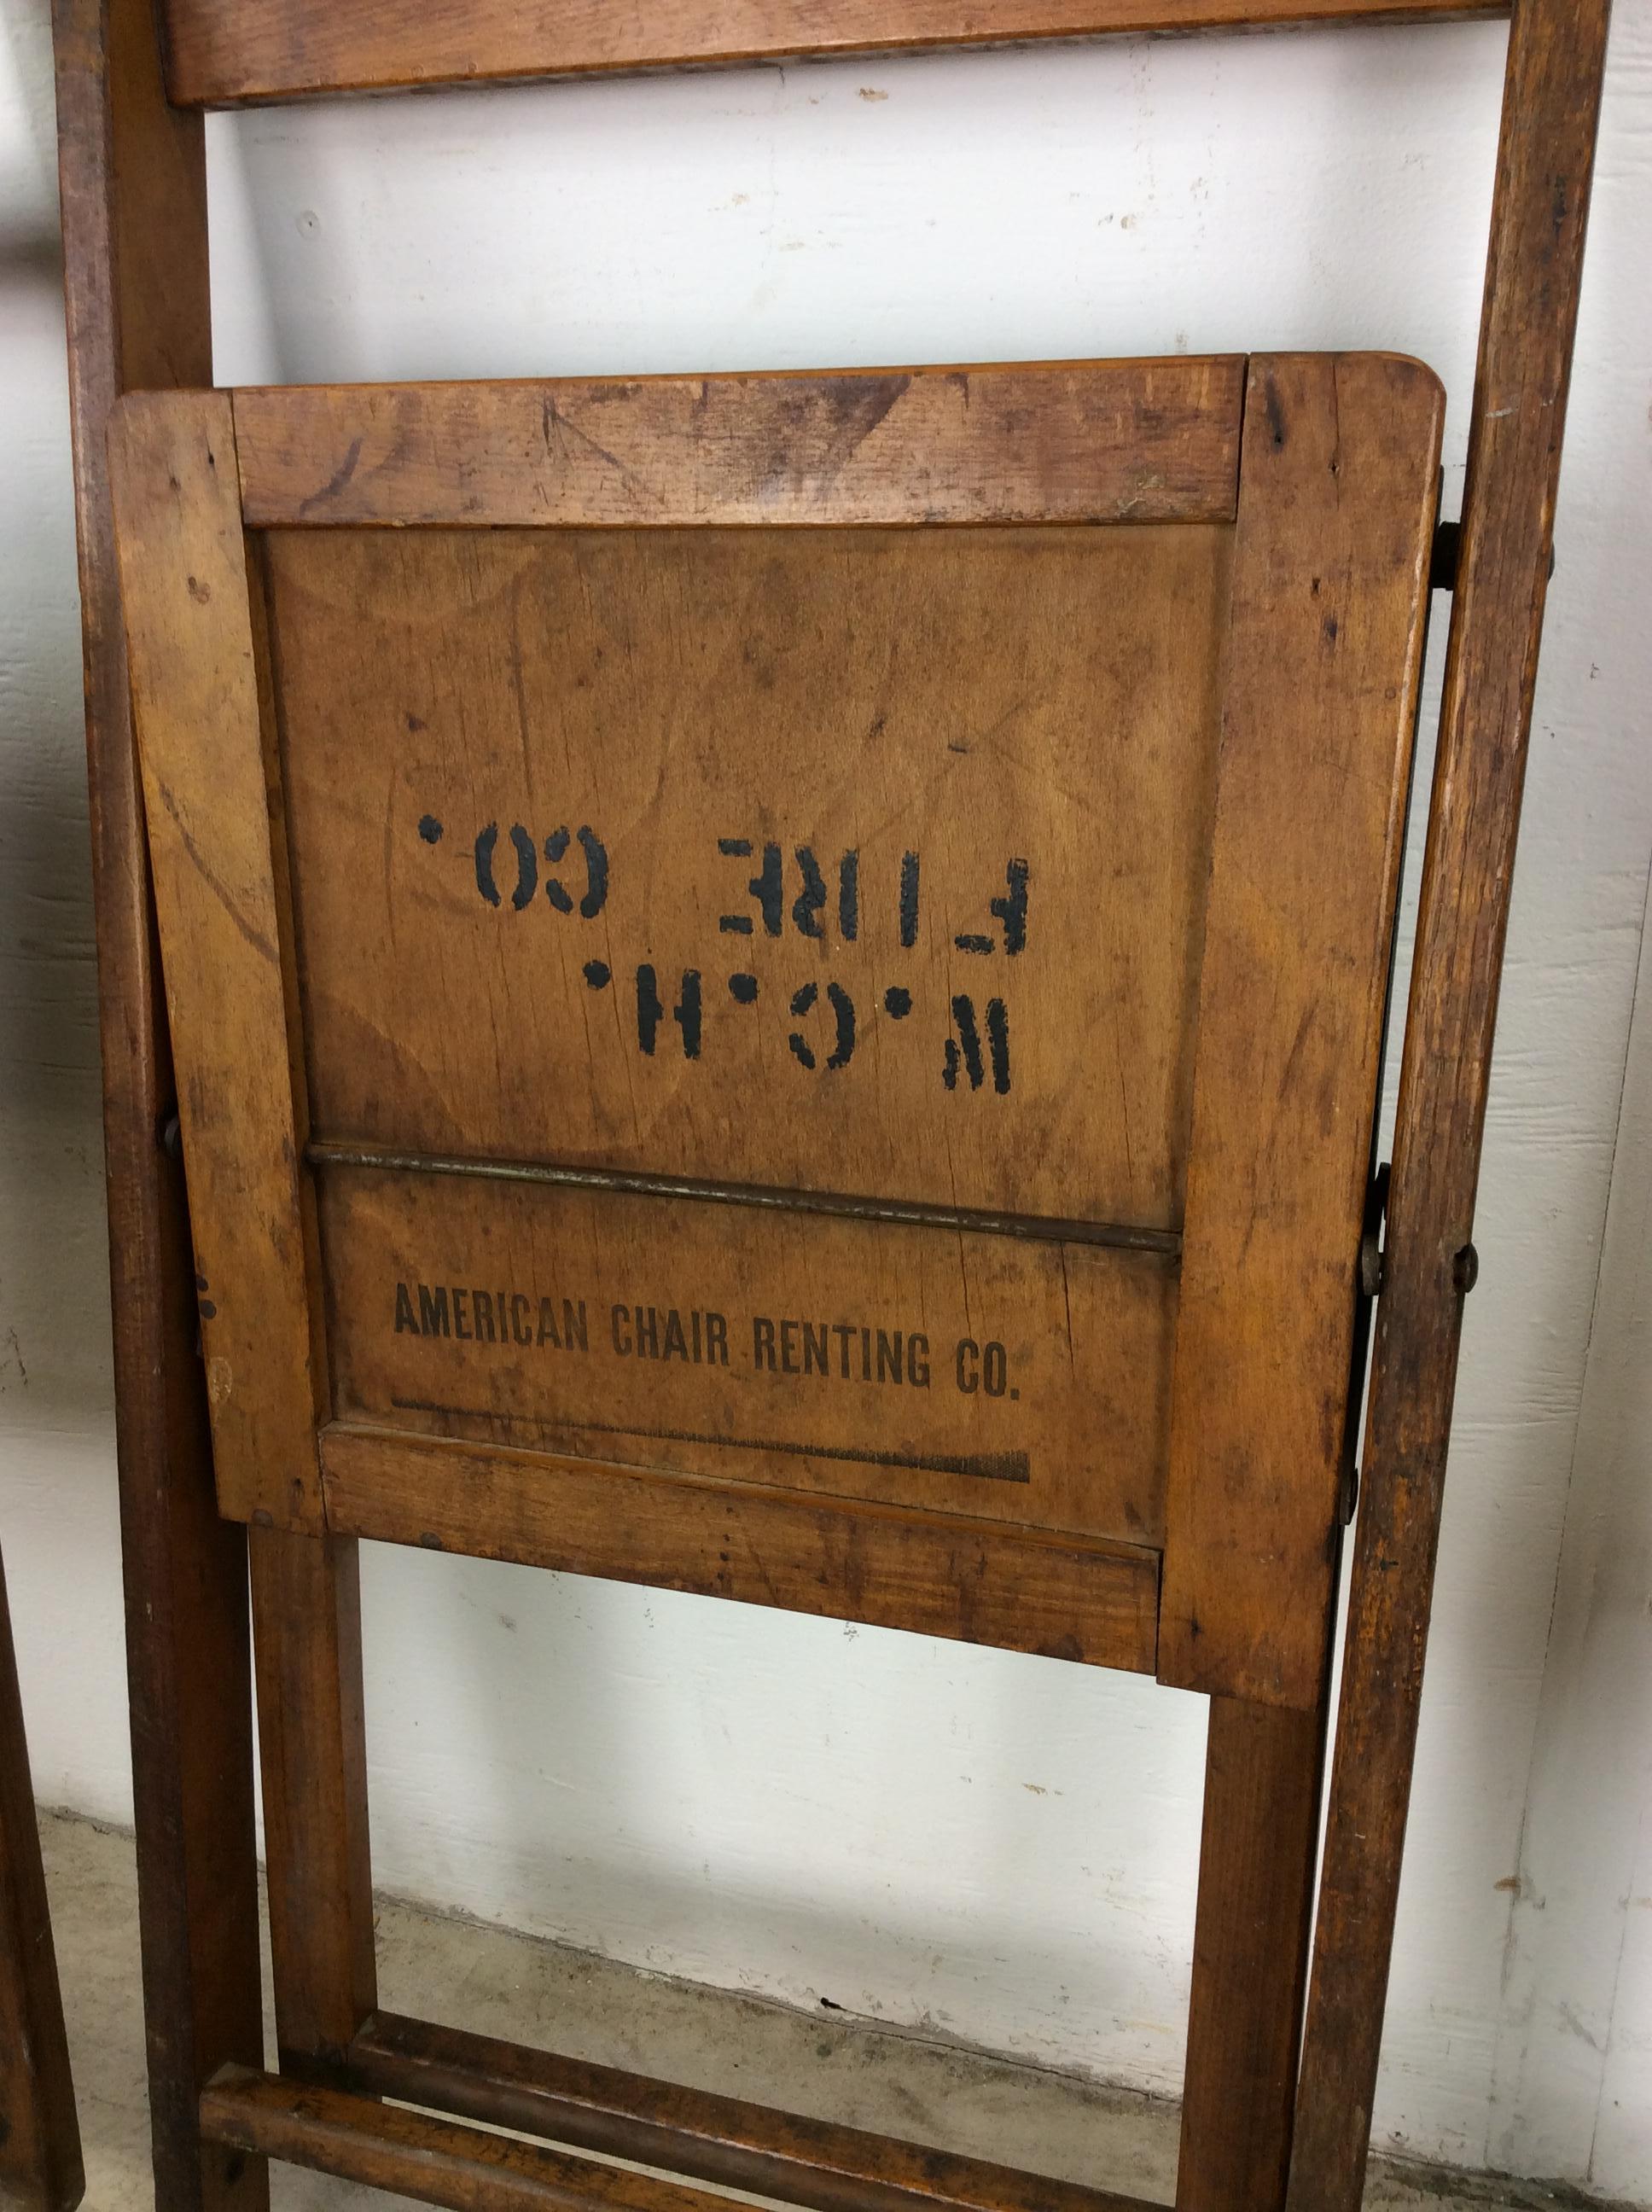 W.C.H.
FIRE CO.
AMERICAN CHAIR RENTING CO.